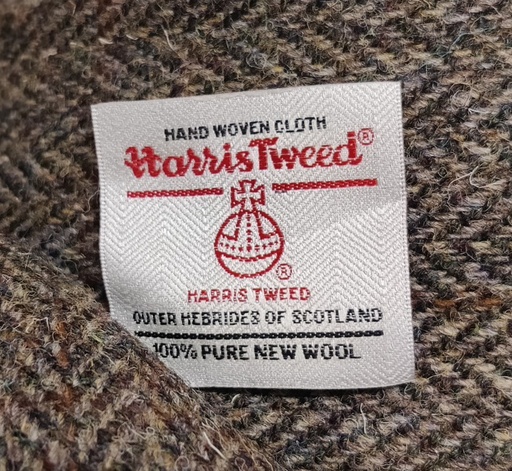 HAND WOVEN CLOTH
Harris Tweed®
®
HARRIS TWEED
OUTER HEBRIDES OF SCOTLAND
100% PURE NEW WOOL